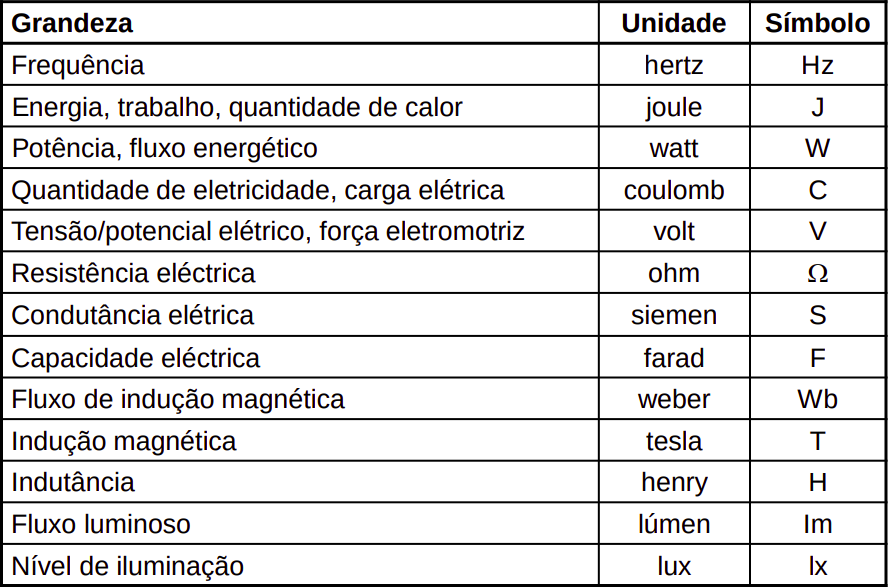 Grandeza Unidade Símbolo
Frequência hertz Hz
Energia, trabalho, quantidade de calor joule J
Potência, fluxo energético watt W
Quantidade de eletricidade, carga elétrica coulomb C
Tensão/potencial elétrico, força eletromotriz volt V
Resistência eléctrica ohm Ω
Condutância elétrica siemen S
Capacidade eléctrica farad F
Fluxo de indução magnética weber Wb
Indução magnética tesla T
Indutância henry H
Fluxo luminoso lúmen Im
Nível de iluminação lux lx